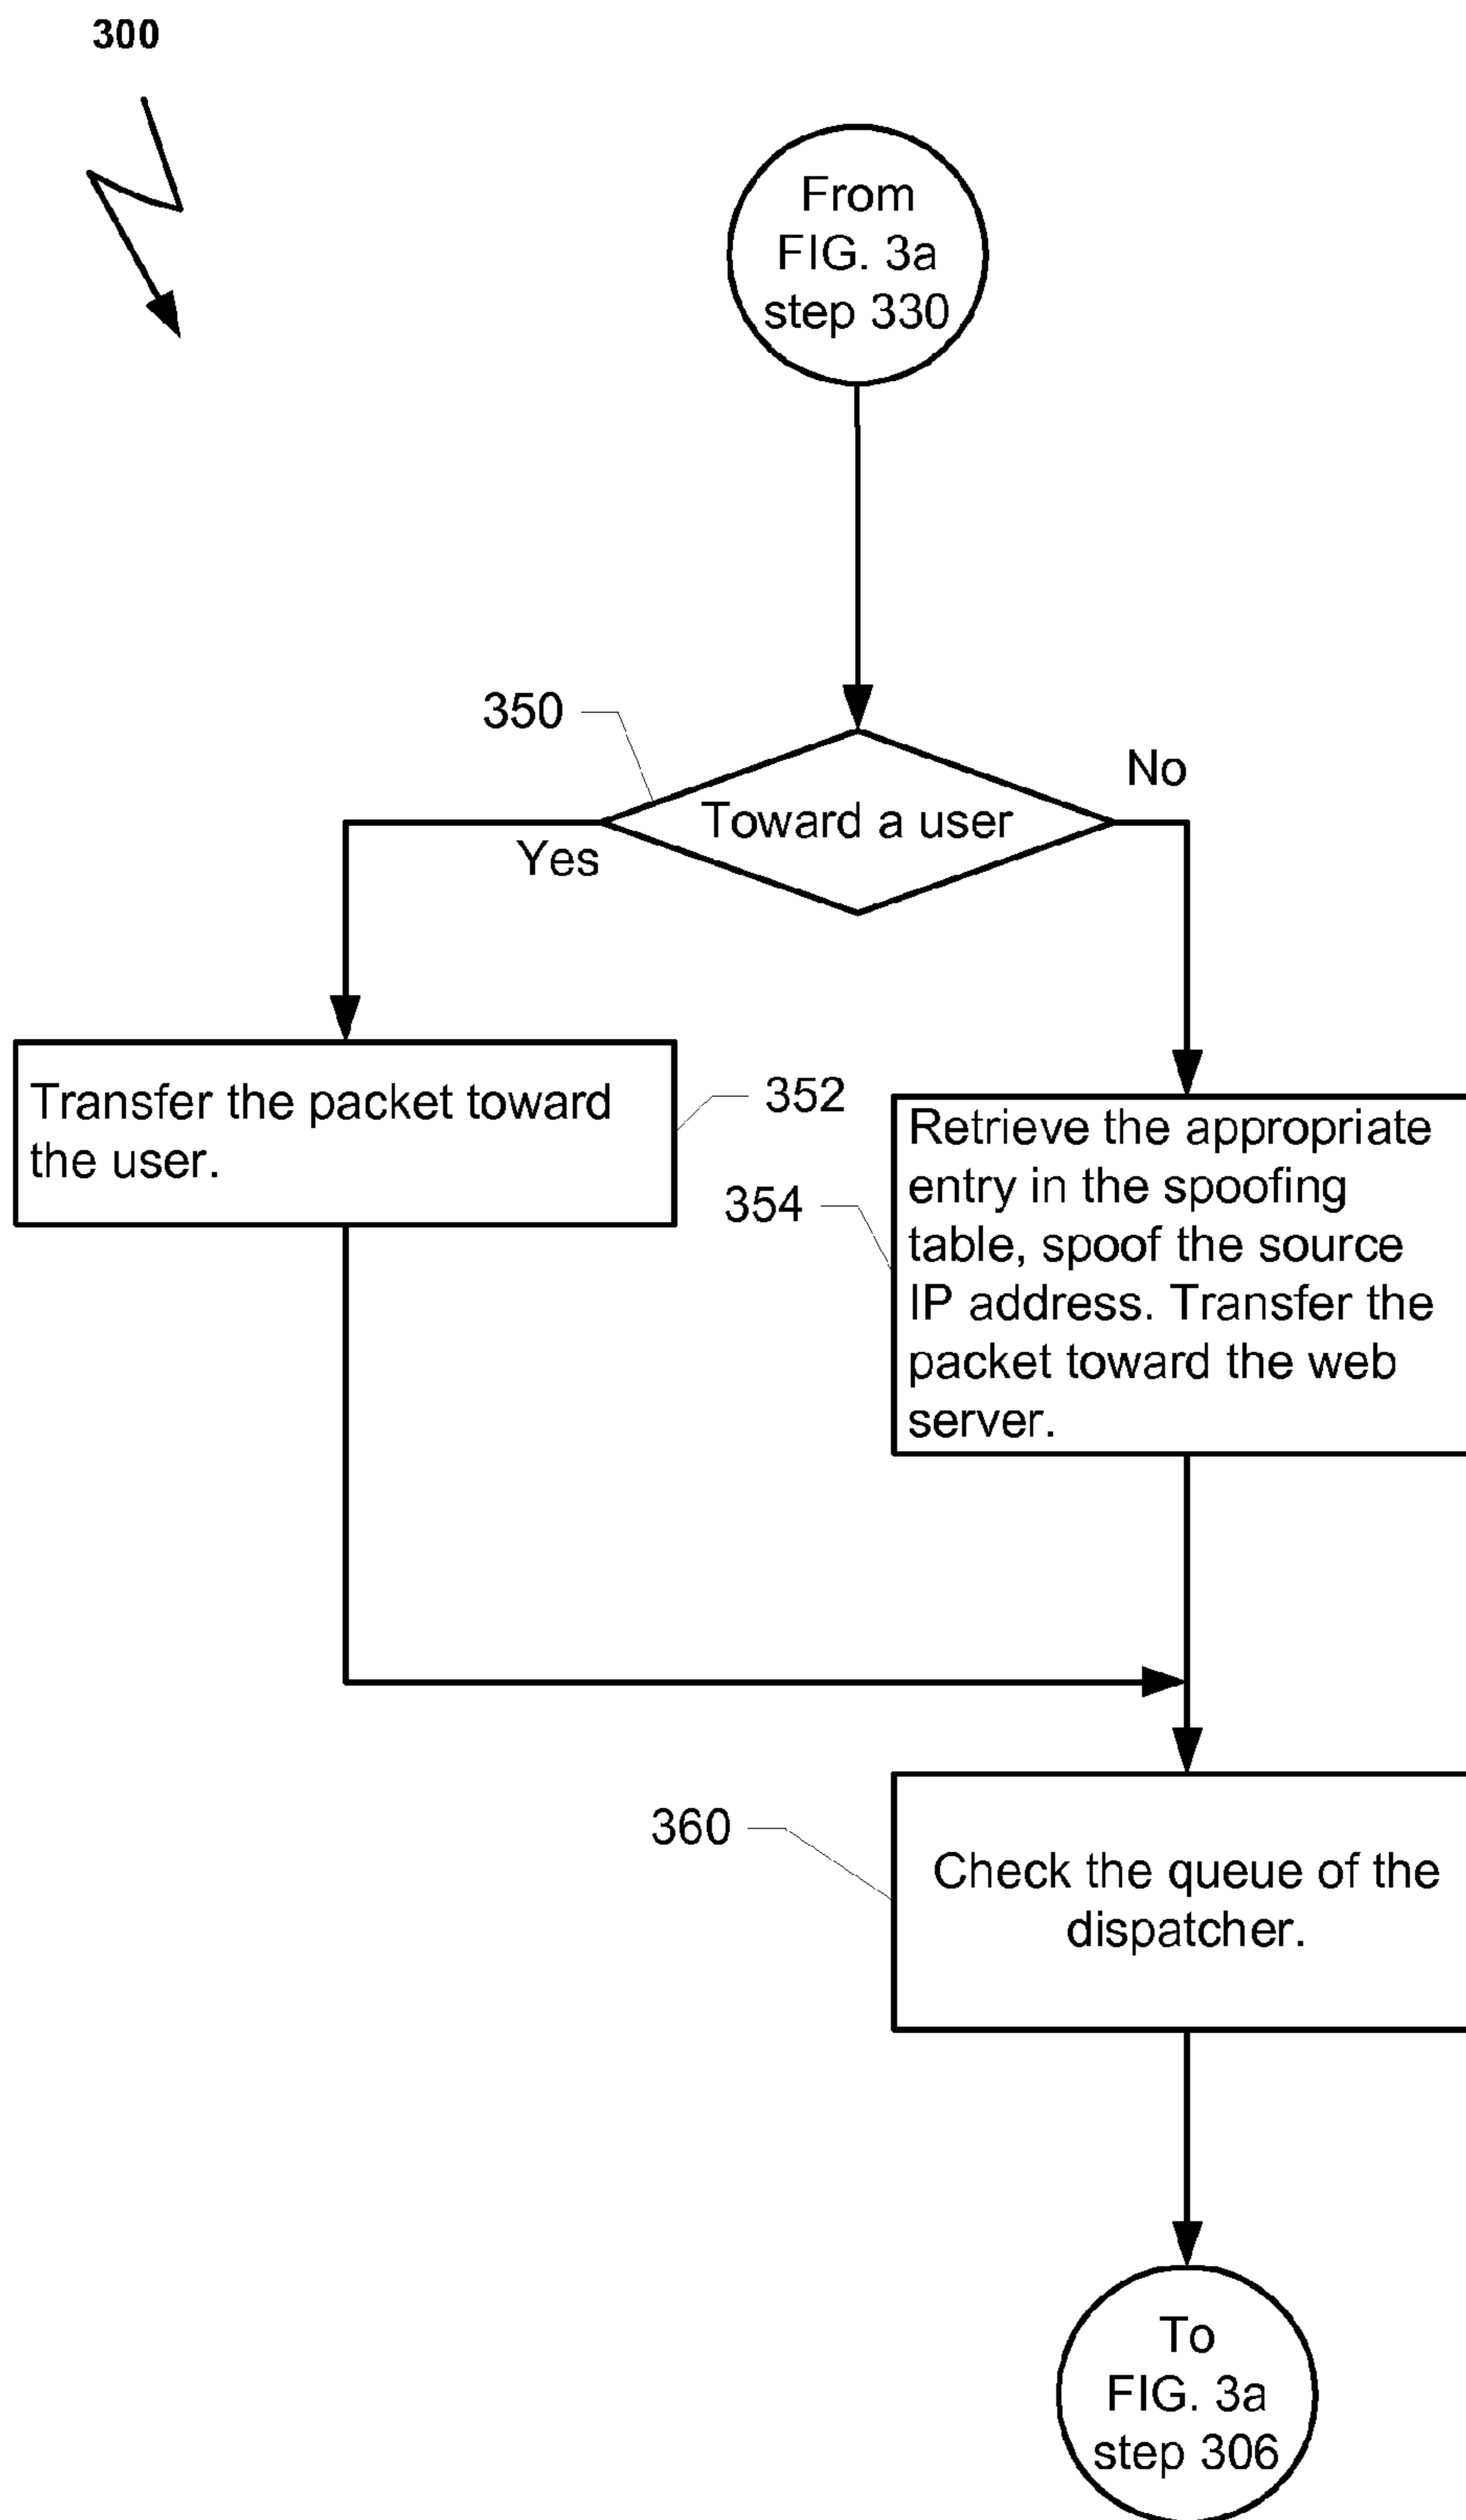 300
From
FIG. 3a
step 330
350
No
Toward a user
Yes
Transfer the packet toward
the user.
352
354
Retrieve the appropriate
entry in the spoofing
table, spoof the source
IP address. Transfer the
packet toward the web
server.
360
Check the queue of the
dispatcher.
To
FIG. 3a
step 306